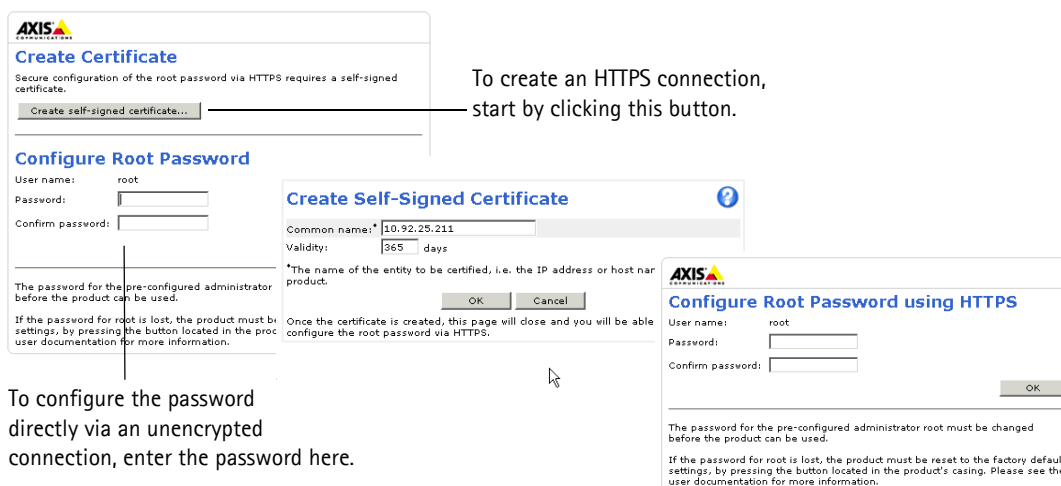 AXIS
COMMUNICATIONS
Create Certificate
Secure configuration of the root password via HTTPS requires a self-signed
certificate.
Create self-signed certificate...
To create an HTTPS connection,
start by clicking this button.
Configure Root Password
User name: root
Password:
Confirm password:
The password for the pre-configured administrator
before the product can be used.
If the password for root is lost, the product must
settings, by pressing the button located in the
user documentation for more information.
To configure the password
directly via an unencrypted
connection, enter the password here.
Create Self-Signed Certificate
?
Common name:* 10.92.25.211
Validity: 365 days
*The name of the entity to be certified, i.e. the IP address or host
product.
OK Cancel
Once the certificate is created, this page will close and you will be able
configure the root password via HTTPS.
AXIS
COMMUNICATIONS
Configure Root Password using HTTPS
User name: root
Password:
Confirm password:
OK
The password for the pre-configured administrator root must be changed
before the product can be used.
If the password for root is lost, the product must be reset to the factory
settings, by pressing the button located in the product's casing. Please see the
user documentation for more information.